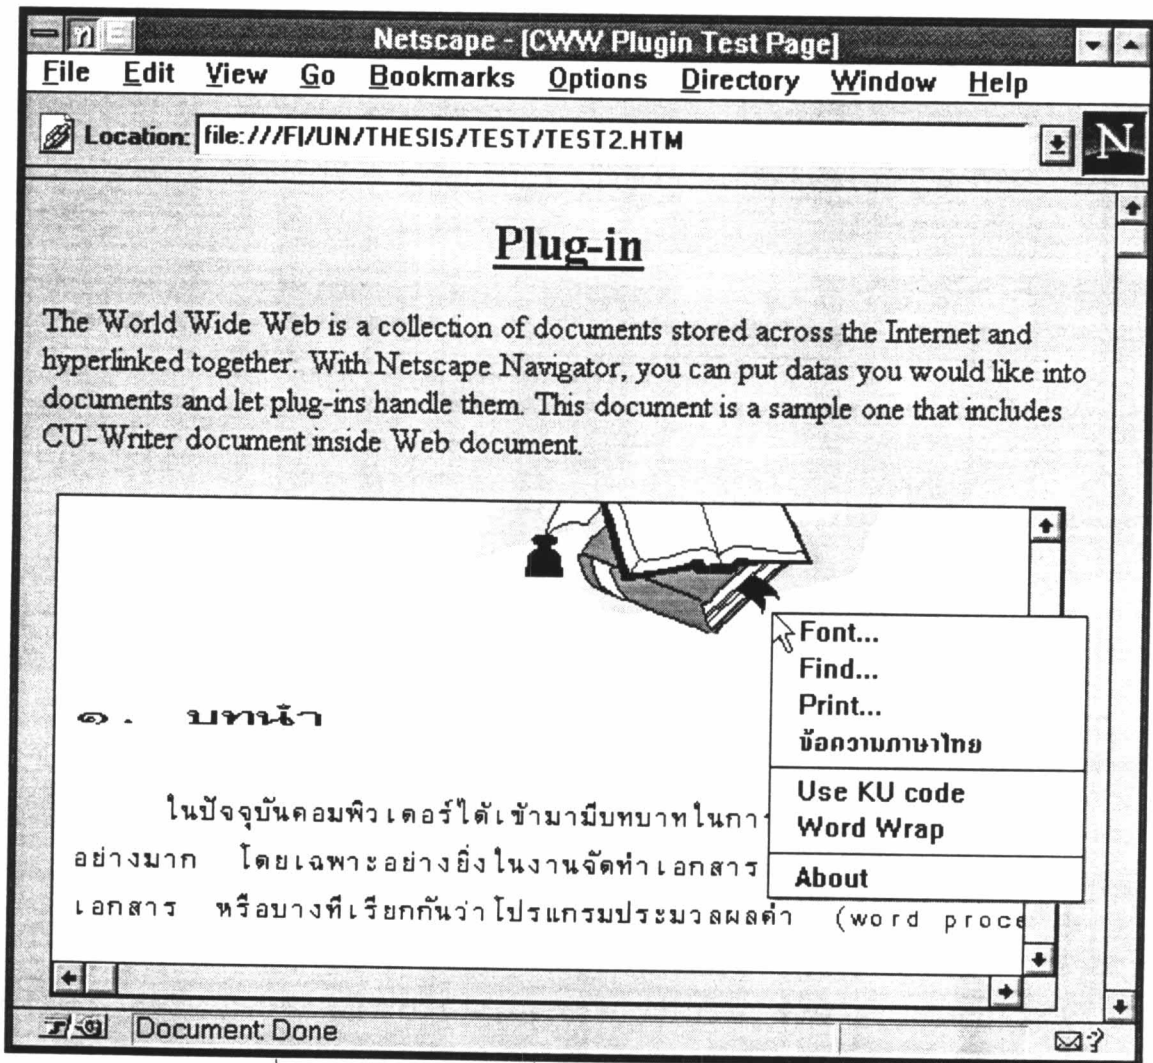 ก
Netscape - [CWW Plugin Test Page]
File Edit View Go Bookmarks Options Directory Window Help
Location: file:///F|/UN/THESIS/TEST/TEST2.HTM
N
Plug-in
The World Wide Web is a collection of documents stored across the Internet and
hyperlinked together. With Netscape Navigator, you can put datas you would like into
documents and let plug-ins handle them. This document is a sample one that includes
CU-Writer document inside Web document.
๑. บทนำ
ในปัจจุบันคอมพิวเตอร์ได้เข้ามามีบทบาทในกา
อย่างมาก โดยเฉพาะอย่างยิ่งในงานจัดทำเอกสาร
เอกสาร หรือบางทีเรียกกันว่าโปรแกรมประมวลผลคำ (word proce
Font...
Find...
Print...
ข้อความภาษาไทย
Use KU code
Word Wrap
About
Document: Done
?